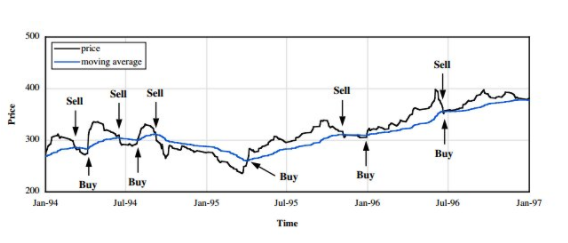 500
price
moving average
Sell
400
Sell
Sell
Sell
Sell
Price
300
200
Buy
Buy
Buy
Buy
Buy
Jan-94
Jul-94
Jan-95
Jul-95
Jan-96
Jul-96
Jan-97
Time